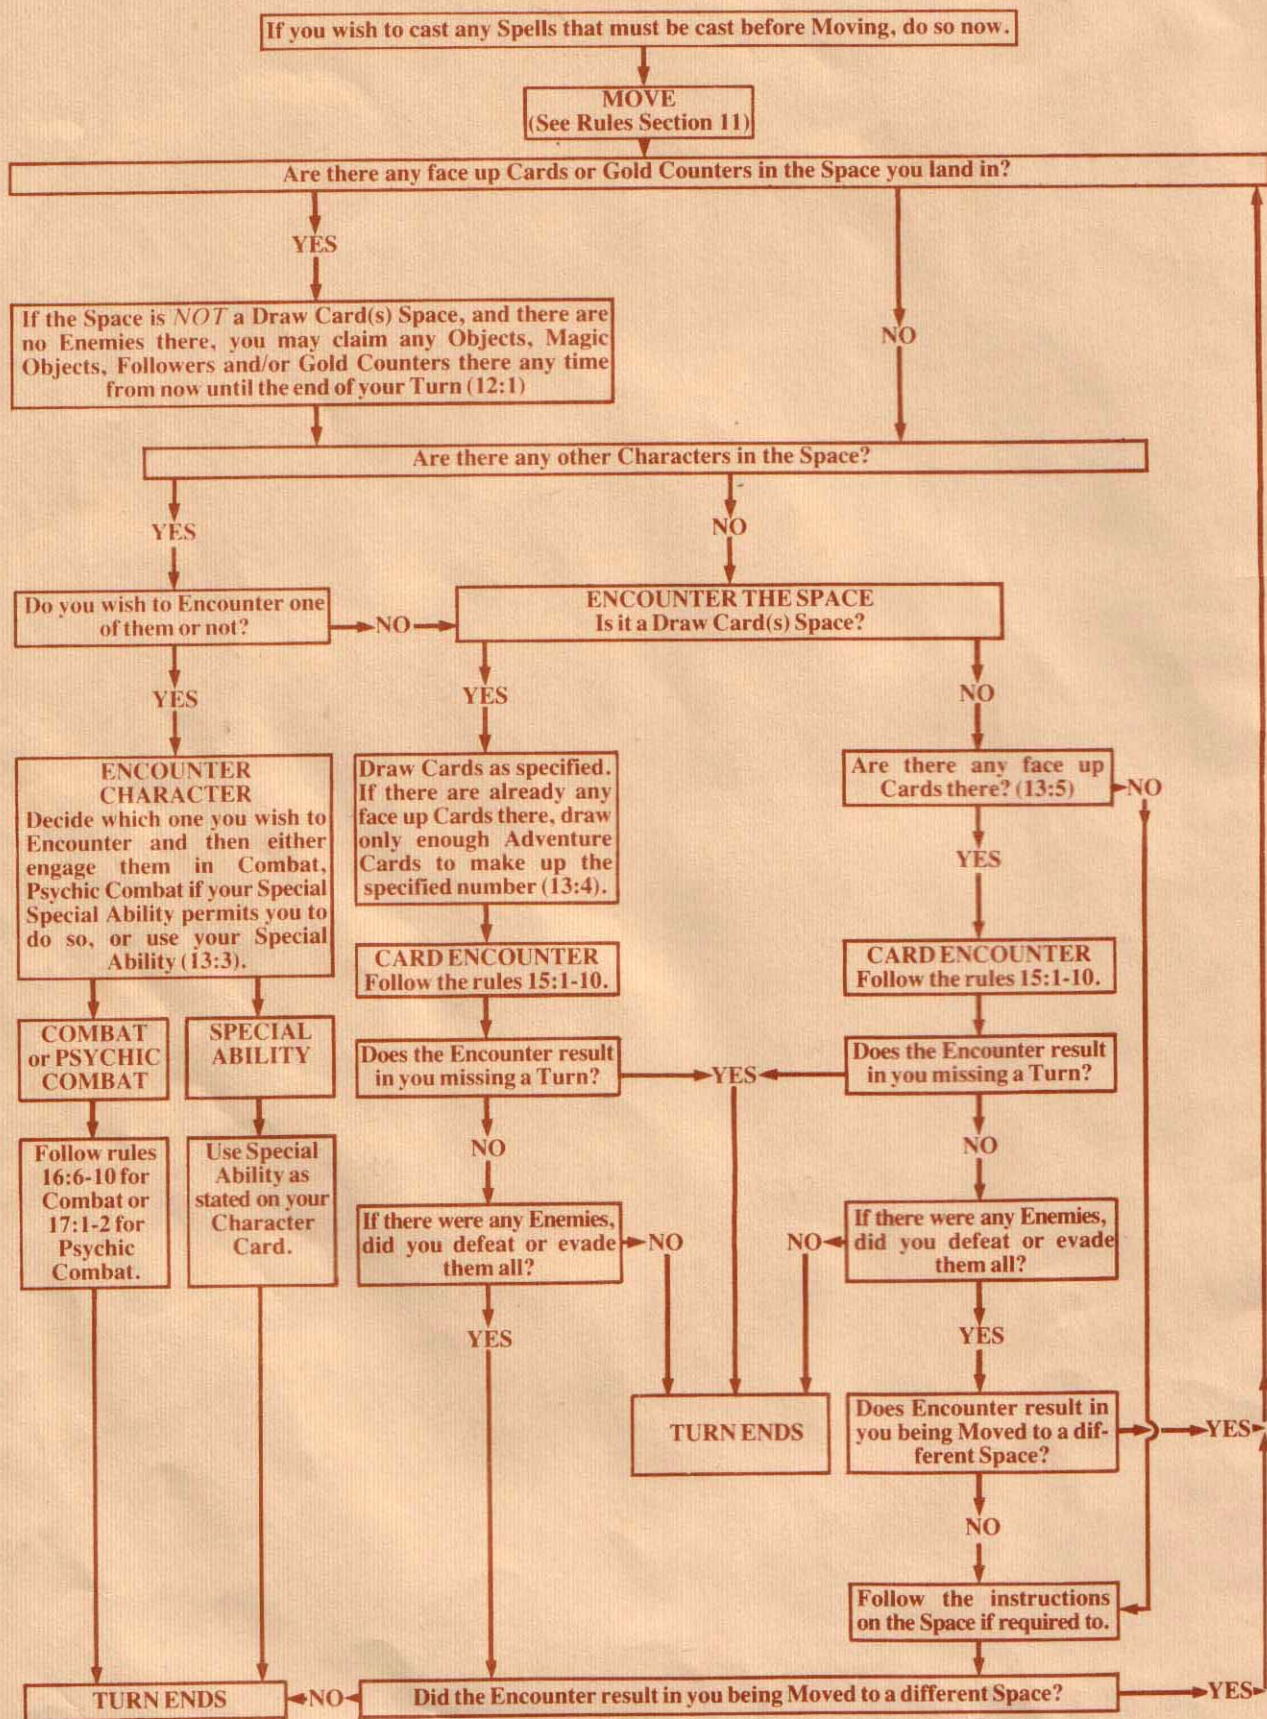 If you wish to cast any Spells that must be cast before Moving, do so now.
MOVE
(See Rules Section 11)
Are there any face up Cards or Gold Counters in the Space you land in?
YES
NO
If the Space is NOT a Draw Card(s) Space, and there are
no Enemies there, you may claim any Objects, Magic
Objects, Followers and/or Gold Counters there any time
from now until the end of your Turn (12:1)
Are there any other Characters in the Space?
YES
NO
Do you wish to Encounter one
of them or not?
NO
ENCOUNTER THE SPACE
Is it a Draw Card(s) Space?
YES
YES
NO
ENCOUNTER
CHARACTER
Decide which one you wish to
Encounter and then either
engage them in Combat,
Psychic Combat if your Special
Special Ability permits you to
do so, or use your Special
Ability (13:3).
Draw Cards as specified.
If there are already any
face up Cards there, draw
only enough Adventure
Cards to make up the
specified number (13:4).
Are there any face up
Cards there? (13:5)
NO
YES
CARD ENCOUNTER
Follow the rules 15:1-10.
CARD ENCOUNTER
Follow the rules 15:1-10.
COMBAT
or PSYCHIC
COMBAT
SPECIAL
ABILITY
Does the Encounter result
in you missing a Turn?
YES
Does the Encounter result
in you missing a Turn?
NO
NO
Follow rules
16:6-10 for
Combat or
17:1-2 for
Psychic
Combat.
Use Special
Ability as
stated on your
Character
Card.
If there were any Enemies,
did you defeat or evade
them all?
NO
NO
If there were any Enemies,
did you defeat or evade
them all?
YES
YES
TURN ENDS
Does Encounter result in
you being Moved to a dif-
ferent Space?
YES
NO
Follow the instructions
on the Space if required to.
TURN ENDS
NO
Did the Encounter result in you being Moved to a different Space?
YES